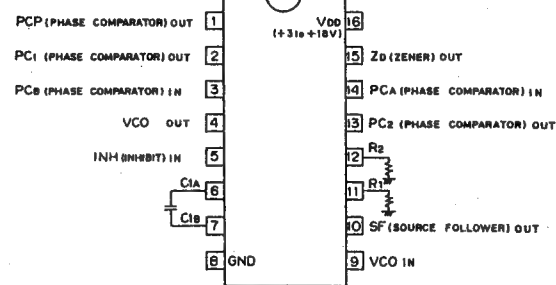 PCP (PHASE COMPARATOR) OUT 1
PC1 (PHASE COMPARATOR) OUT 2
PCB (PHASE COMPARATOR) IN 3
VCO OUT 4
INH (INHIBIT) IN 5
C1A 6
C1B 7
8 GND
VDD 16
(+3 to +18V)
15 ZD (ZENER) OUT
14 PCA (PHASE COMPARATOR) IN
13 PC2 (PHASE COMPARATOR) OUT
12 R2
11 R1
10 SF (SOURCE FOLLOWER) OUT
9 VCO IN